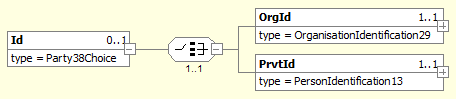 Id 0..1
type = Party38Choice
1..1
OrgId 1..1
type = OrganisationIdentification29
PrvtId 1..1
type = PersonIdentification13